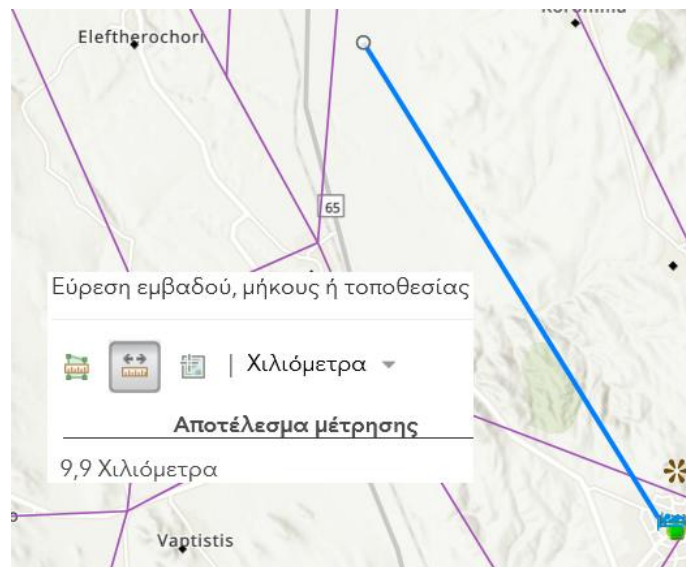 Eleftherochori
65
Εύρεση εμβαδού, μήκους ή τοποθεσίας
| Χιλιόμετρα
Αποτέλεσμα μέτρησης
9,9 Χιλιόμετρα
Vaptistis